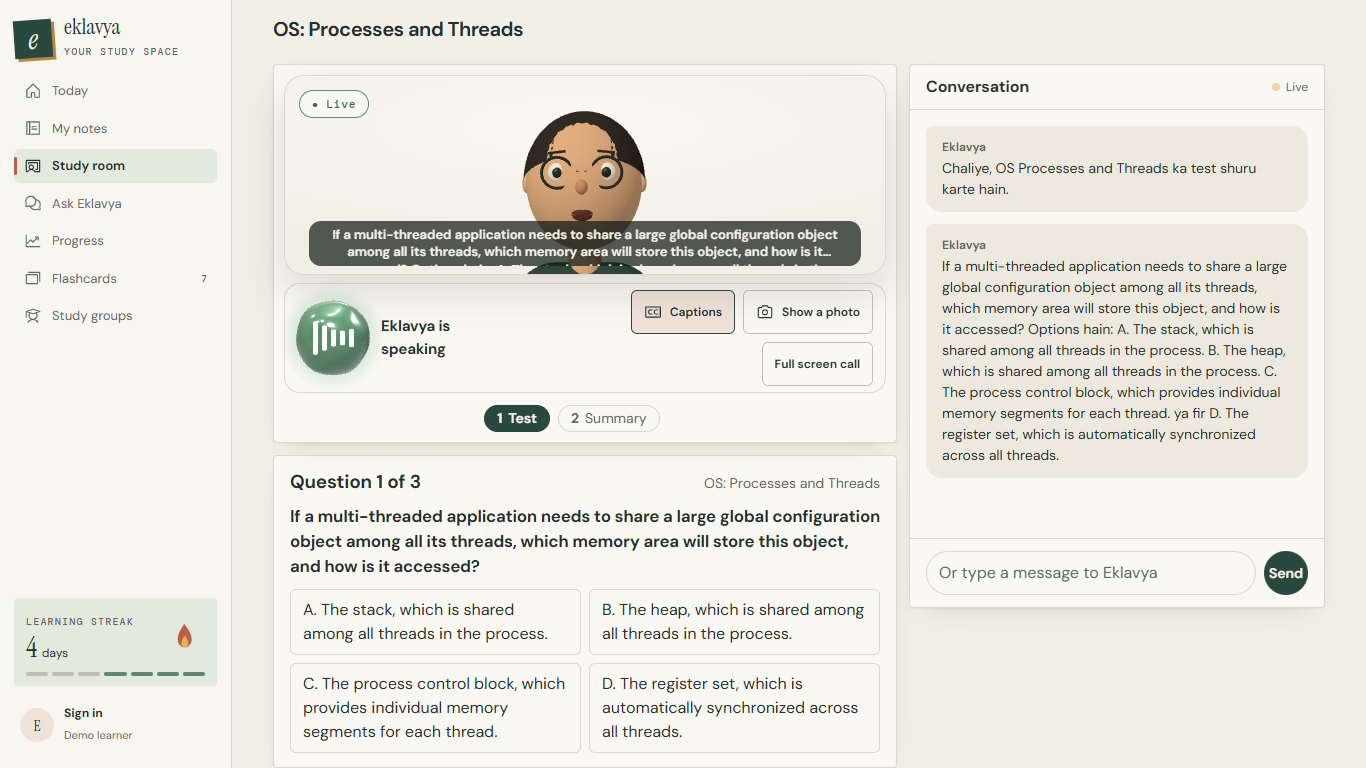 e
eklavya
YOUR STUDY SPACE
Today
My notes
Study room
Ask Eklavya
Progress
Flashcards 7
Study groups
LEARNING STREAK
4 days
E
Sign in
Demo learner
OS: Processes and Threads
Live
If a multi-threaded application needs to share a large global configuration object
among all its threads, which memory area will store this object, and how is it...
CC Captions
Show a photo
Eklavya is
speaking
Full screen call
1 Test
2 Summary
Question 1 of 3
OS: Processes and Threads
If a multi-threaded application needs to share a large global configuration
object among all its threads, which memory area will store this object,
and how is it accessed?
A. The stack, which is shared
among all threads in the process.
B. The heap, which is shared among
all threads in the process.
C. The process control block, which
provides individual memory
segments for each thread.
D. The register set, which is
automatically synchronized across
all threads.
Conversation
Live
Eklavya
Chaliye, OS Processes and Threads ka test shuru
karte hain.
Eklavya
If a multi-threaded application needs to share a large
global configuration object among all its threads,
which memory area will store this object, and how is
it accessed? Options hain: A. The stack, which is
shared among all threads in the process. B. The heap,
which is shared among all threads in the process. C.
The process control block, which provides individual
memory segments for each thread. ya fir D. The
register set, which is automatically synchronized
across all threads.
Or type a message to Eklavya
Send